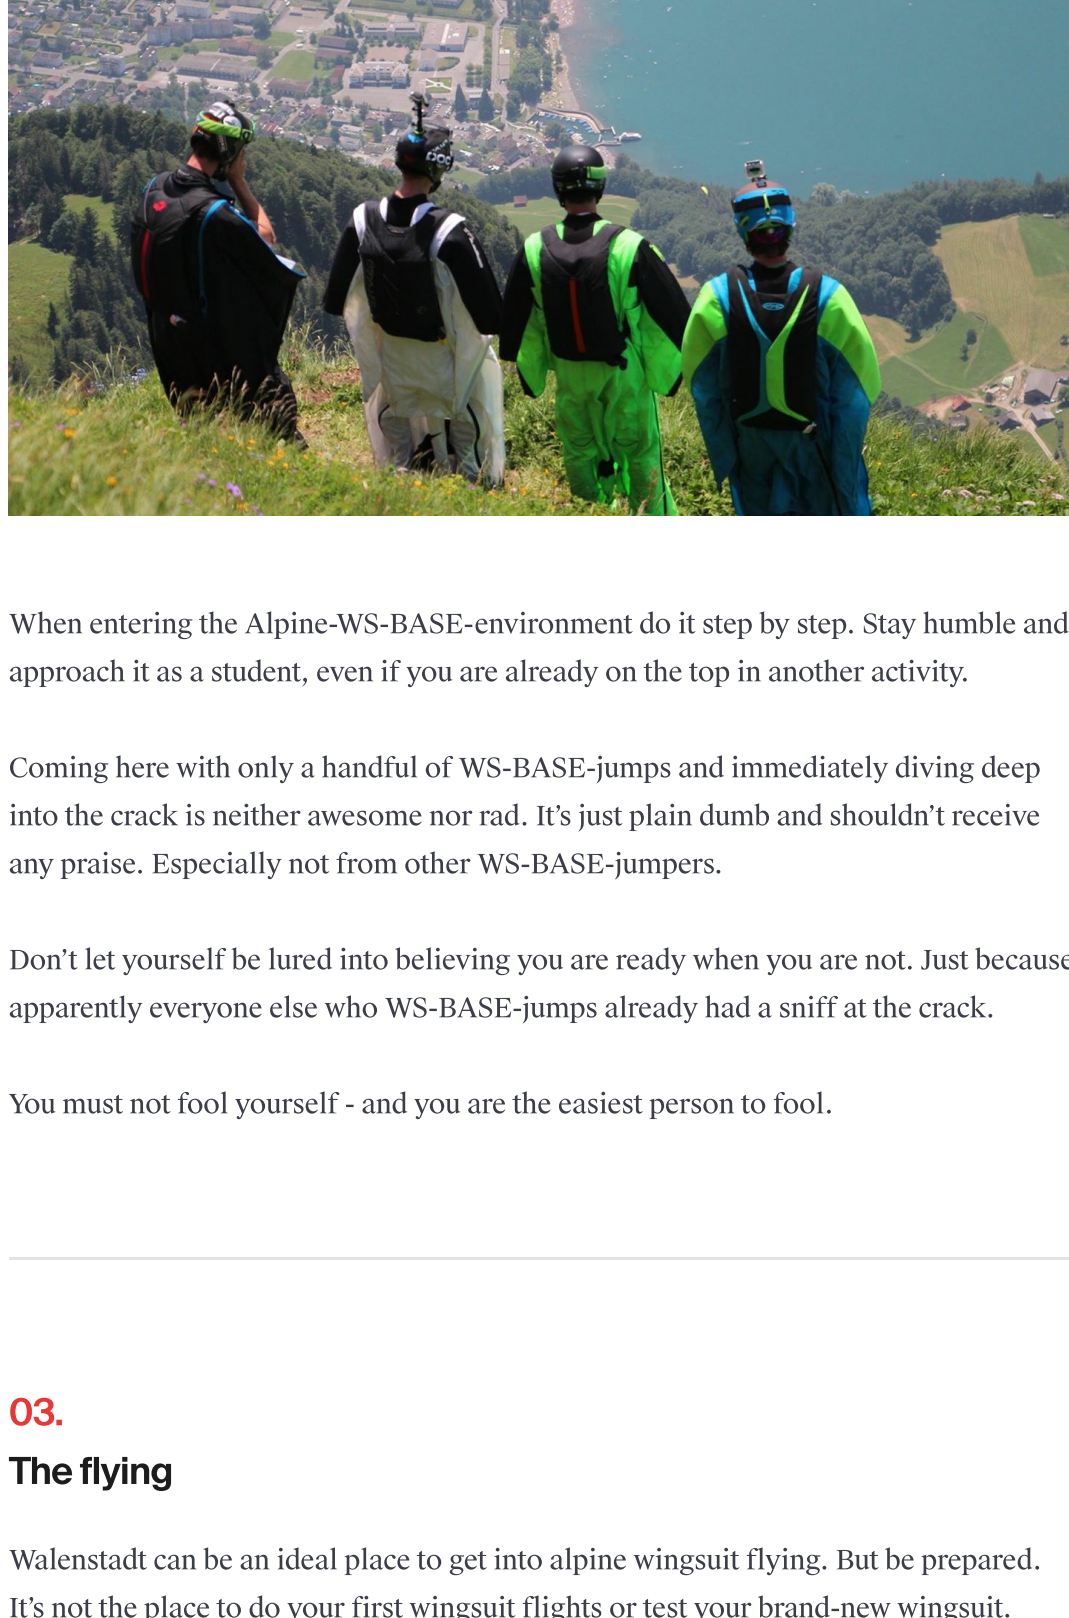 POC
When entering the Alpine-WS-BASE-environment do it step by step. Stay humble and
approach it as a student, even if you are already on the top in another activity.
Coming here with only a handful of WS-BASE-jumps and immediately diving deep
into the crack is neither awesome nor rad. It’s just plain dumb and shouldn’t receive
any praise. Especially not from other WS-BASE-jumpers.
Don’t let yourself be lured into believing you are ready when you are not. Just because
apparently everyone else who WS-BASE-jumps already had a sniff at the crack.
You must not fool yourself - and you are the easiest person to fool.
03.
The flying
Walenstadt can be an ideal place to get into alpine wingsuit flying. But be prepared.
It’s not the place to do your first wingsuit flights or test your brand-new wingsuit.